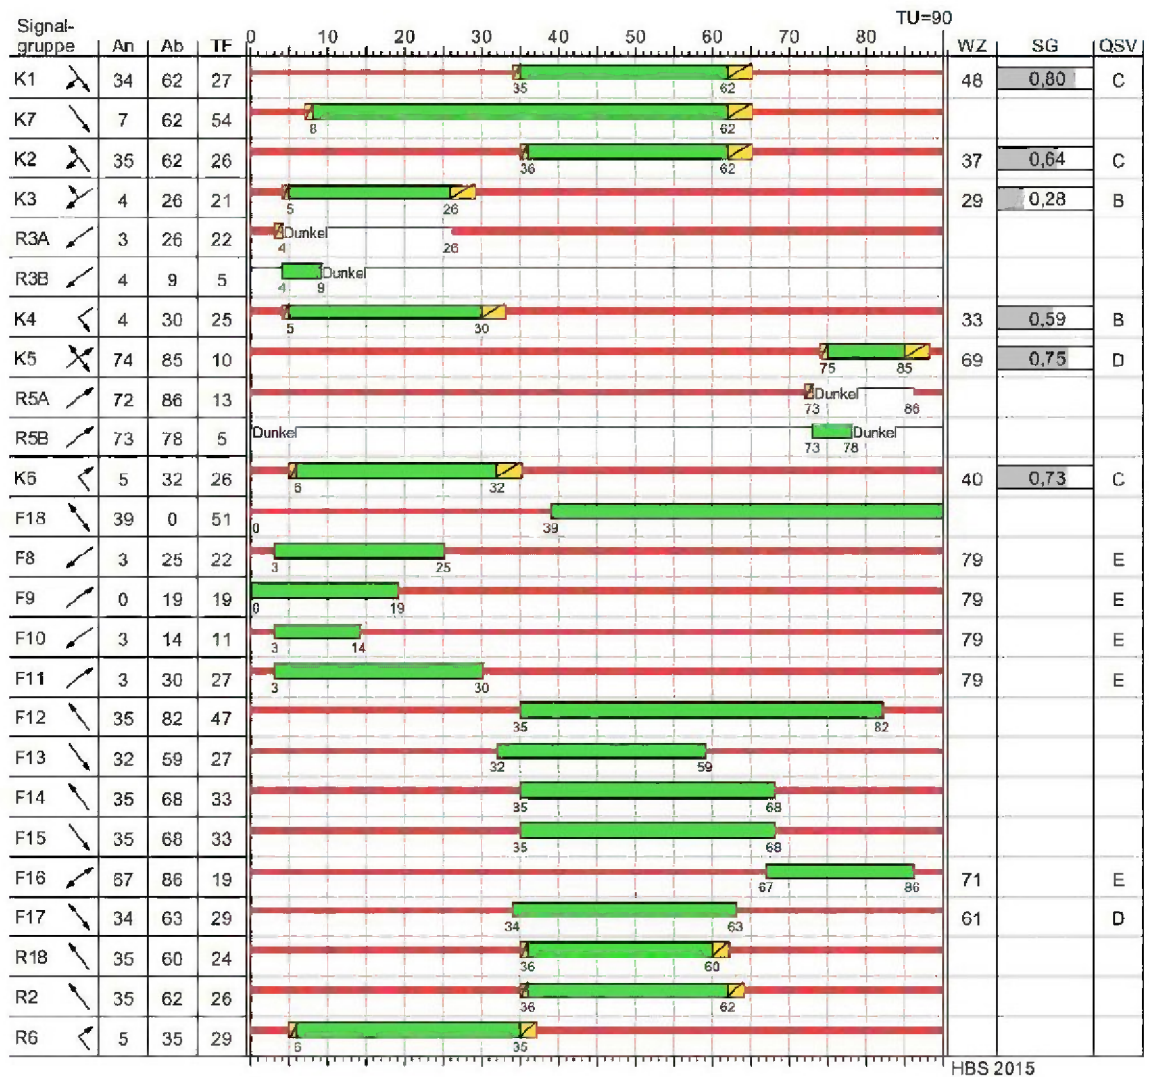 TU=90
Signal-
gruppe An Ab TF 0 10 20 30 40 50 60 70 80 WZ SG QSV
K1 34 62 27 35 62 48 0,80 C
K7 7 62 54 8 62
K2 35 62 26 36 62 37 0,64 C
K3 4 26 21 5 26 29 0,28 B
R3A 3 26 22 4 Dunkel 26
R3B 4 9 5 4 9 Dunkel
K4 4 30 25 5 30 33 0,59 B
K5 74 85 10 75 85 69 0,75 D
R5A 72 86 13 73 Dunkel 86
R5B 73 78 5 Dunkel 73 78 Dunkel
K6 5 32 26 6 32 40 0,73 C
F18 39 0 51 0 39
F8 3 25 22 3 25 79 E
F9 0 19 19 0 19 79 E
F10 3 14 11 3 14 79 E
F11 3 30 27 3 30 79 E
F12 35 82 47 35 82
F13 32 59 27 32 59
F14 35 68 33 35 68
F15 35 68 33 35 68
F16 67 86 19 67 86 71 E
F17 34 63 29 34 63 61 D
R18 35 60 24 36 60
R2 35 62 26 36 62
R6 5 35 29 6 35
HBS 2015